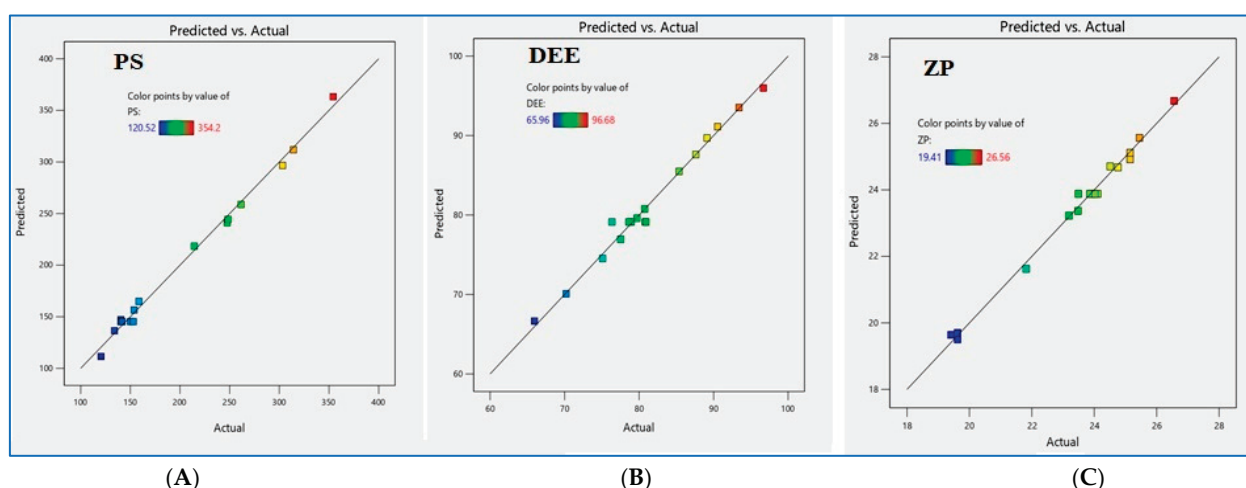 Predicted vs. Actual
PS
Color points by value of
PS:
120.52 354.2
400
350
300
250
200
150
100
Predicted
100 150 200 250 300 350 400
Actual
(A)
Predicted vs. Actual
DEE
Color points by value of
DEE:
65.96 96.68
100
90
80
70
60
Predicted
60 70 80 90 100
Actual
(B)
Predicted vs. Actual
ZP
Color points by value of
ZP:
19.41 26.56
28
26
24
22
20
18
Predicted
18 20 22 24 26 28
Actual
(C)